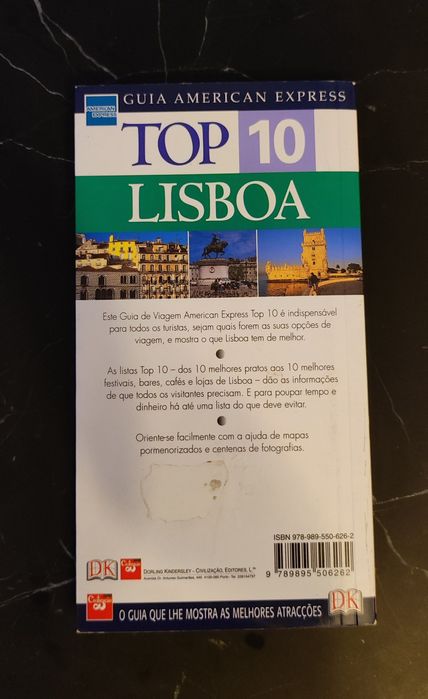 GUIA AMERICAN EXPRESS
AMERICAN
EXPRESS
TOP 10
LISBOA
Este Guia de Viagem American Express Top 10 é indispensável
para todos os turistas, sejam quais forem as suas opções de
viagem, e mostra o que Lisboa tem de melhor.
As listas Top 10 – dos 10 melhores pratos aos 10 melhores
festivais, bares, cafés e lojas de Lisboa – dão as informações
de que todos os visitantes precisam. E para poupar tempo e
dinheiro há até uma lista do que deve evitar.
Oriente-se facilmente com a ajuda de mapas
pormenorizados e centenas de fotografias.
ISBN 978-989-550-626-2
9 789895 506262
DK
DORLING KINDERSLEY - CIVILIZAÇÃO, EDITORES, L.da
O GUIA QUE LHE MOSTRA AS MELHORES ATRACÇÕES
DK